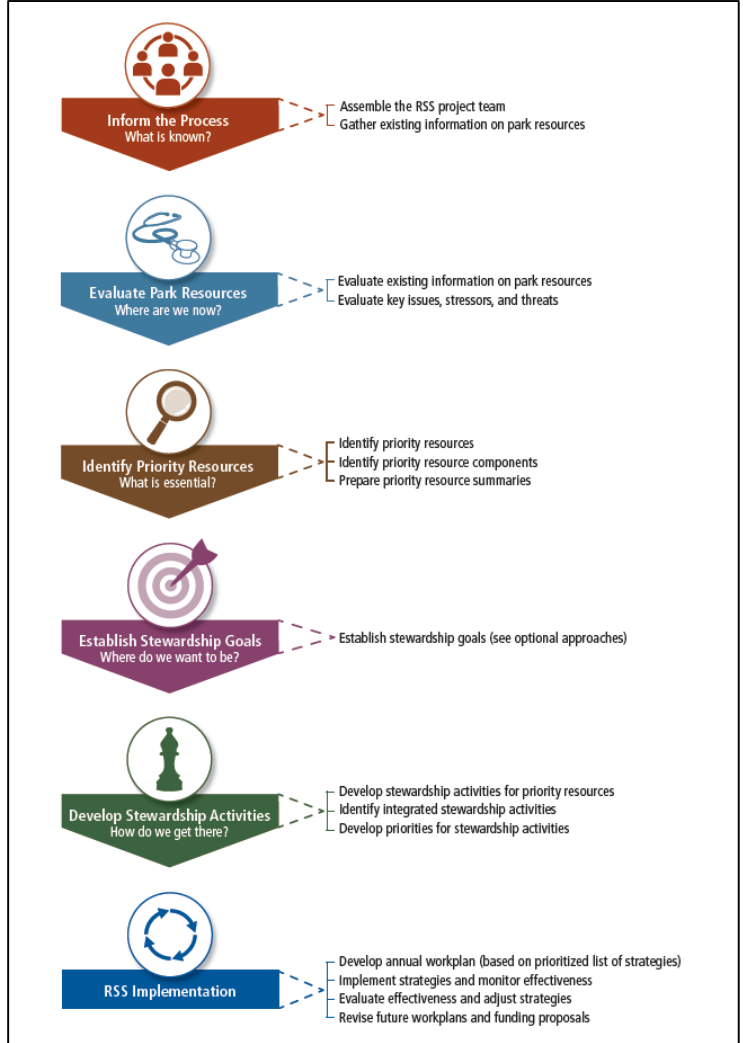 Inform the Process
What is known?
Assemble the RSS project team
Gather existing information on park resources
Evaluate Park Resources
Where are we now?
Evaluate existing information on park resources
Evaluate key issues, stressors, and threats
Identify Priority Resources
What is essential?
Identify priority resources
Identify priority resource components
Prepare priority resource summaries
Establish Stewardship Goals
Where do we want to be?
Establish stewardship goals (see optional approaches)
Develop Stewardship Activities
How do we get there?
Develop stewardship activities for priority resources
Identify integrated stewardship activities
Develop priorities for stewardship activities
RSS Implementation
Develop annual workplan (based on prioritized list of strategies)
Implement strategies and monitor effectiveness
Evaluate effectiveness and adjust strategies
Revise future workplans and funding proposals